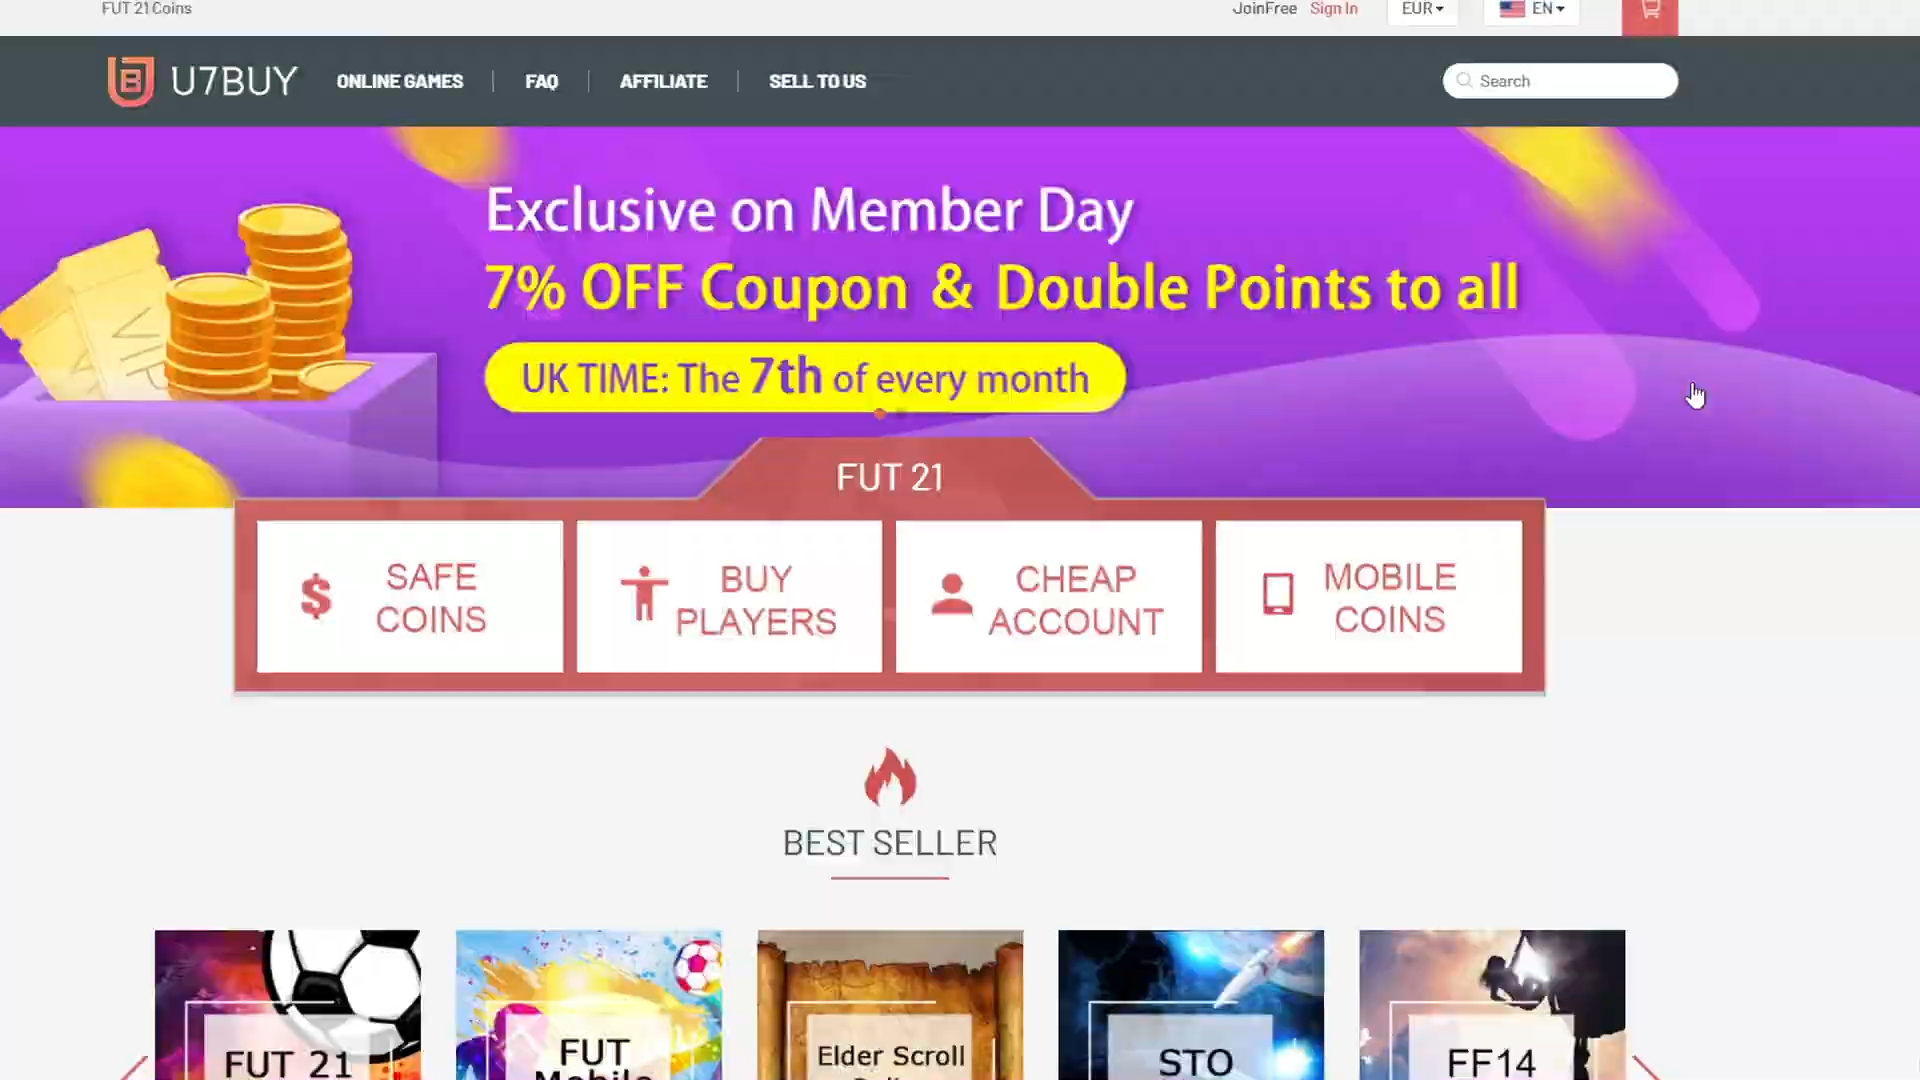 FUT 21 Coins
JoinFree Sign In EUR EN
U7BUY ONLINE GAMES FAQ AFFILIATE SELL TO US Search
Exclusive on Member Day
7% OFF Coupon & Double Points to all
UK TIME: The 7th of every month
VIP
FUT 21
SAFE COINS
BUY PLAYERS
CHEAP ACCOUNT
MOBILE COINS
BEST SELLER
FUT 21
FUT
Mobile
Elder Scroll
STO
FF14